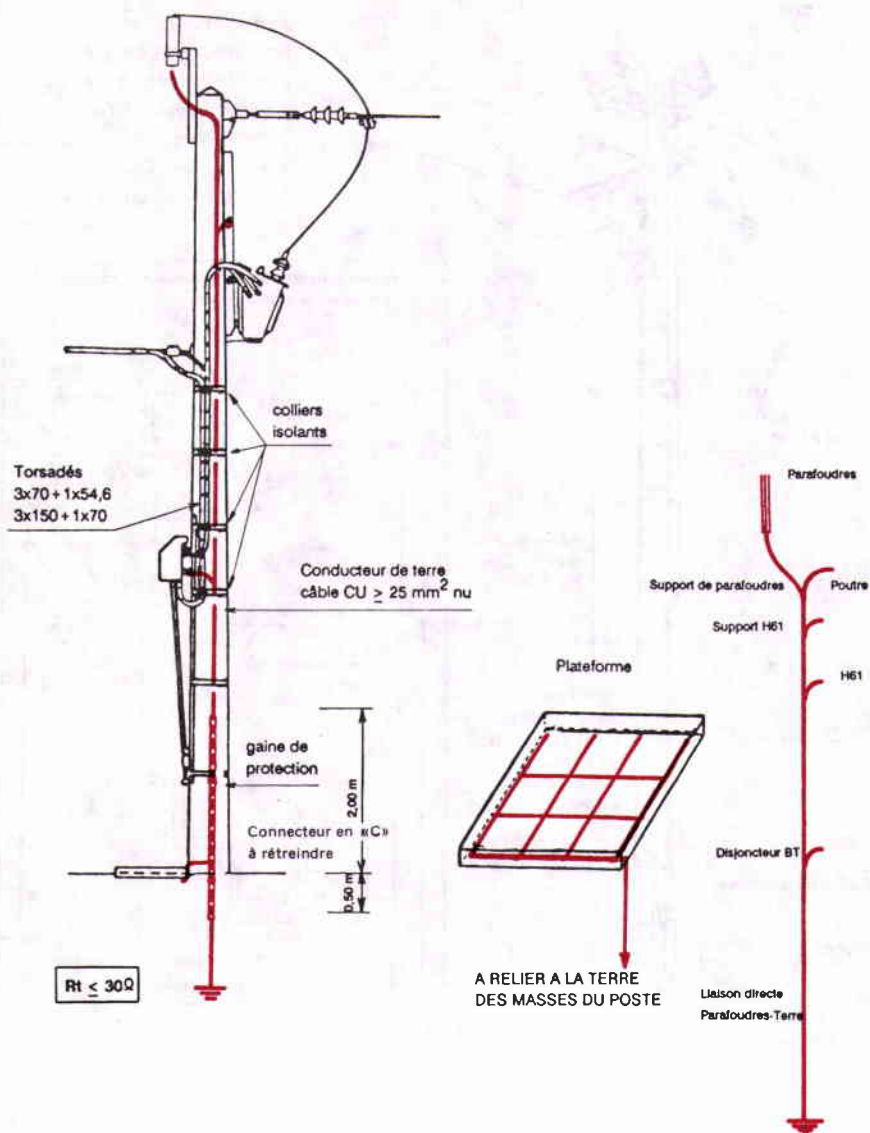 colliers
isolants
Torsadés
3x70 + 1x54,6
3x150 + 1x70
Conducteur de terre
câble CU ≥ 25 mm² nu
gaine de
protection
2,00 m
Connecteur en «C»
à rétreindre
0,50 m
Rt ≤ 30Ω
Plateforme
A RELIER A LA TERRE
DES MASSES DU POSTE
Parafoudres
Support de parafoudres
Poutre
Support H61
H61
Disjoncteur BT
Liaison directe
Parafoudres-Terre